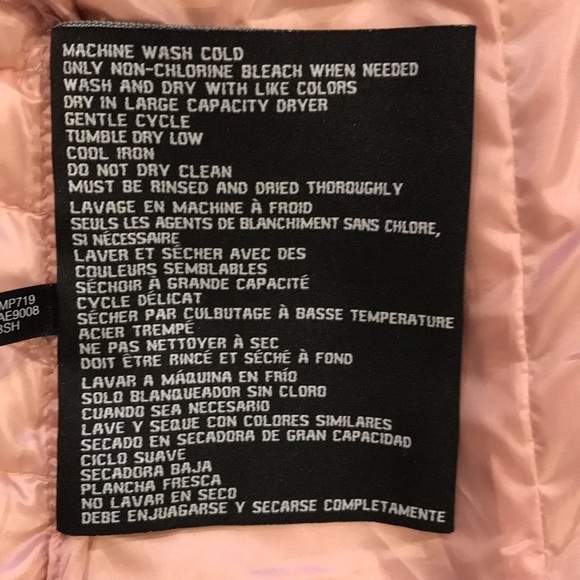 MACHINE WASH COLD
ONLY NON-CHLORINE BLEACH WHEN NEEDED
WASH AND DRY WITH LIKE COLORS
DRY IN LARGE CAPACITY DRYER
GENTLE CYCLE
TUMBLE DRY LOW
COOL IRON
DO NOT DRY CLEAN
MUST BE RINSED AND DRIED THOROUGHLY
LAVAGE EN MACHINE À FROID
SEULS LES AGENTS DE BLANCHIMENT SANS CHLORE,
SI NÉCESSAIRE
LAVER ET SÉCHER AVEC DES
COULEURS SEMBLABLES
SÉCHOIR À GRANDE CAPACITÉ
CYCLE DÉLICAT
SÉCHER PAR CULBUTAGE À BASSE TEMPERATURE
ACIER TREMPÉ
NE PAS NETTOYER À SEC
DOIT ÊTRE RINCÉ ET SÉCHÉ À FOND
LAVAR A MÁQUINA EN FRÍO
SOLO BLANQUEADOR SIN CLORO
CUANDO SEA NECESARIO
LAVE Y SEQUE CON COLORES SIMILARES
SECADO EN SECADORA DE GRAN CAPACIDAD
CICLO SUAVE
SECADORA BAJA
PLANCHA FRESCA
NO LAVAR EN SECO
DEBE ENJUAGARSE Y SECARSE COMPLETAMENTE
MP719
AE9008
SH